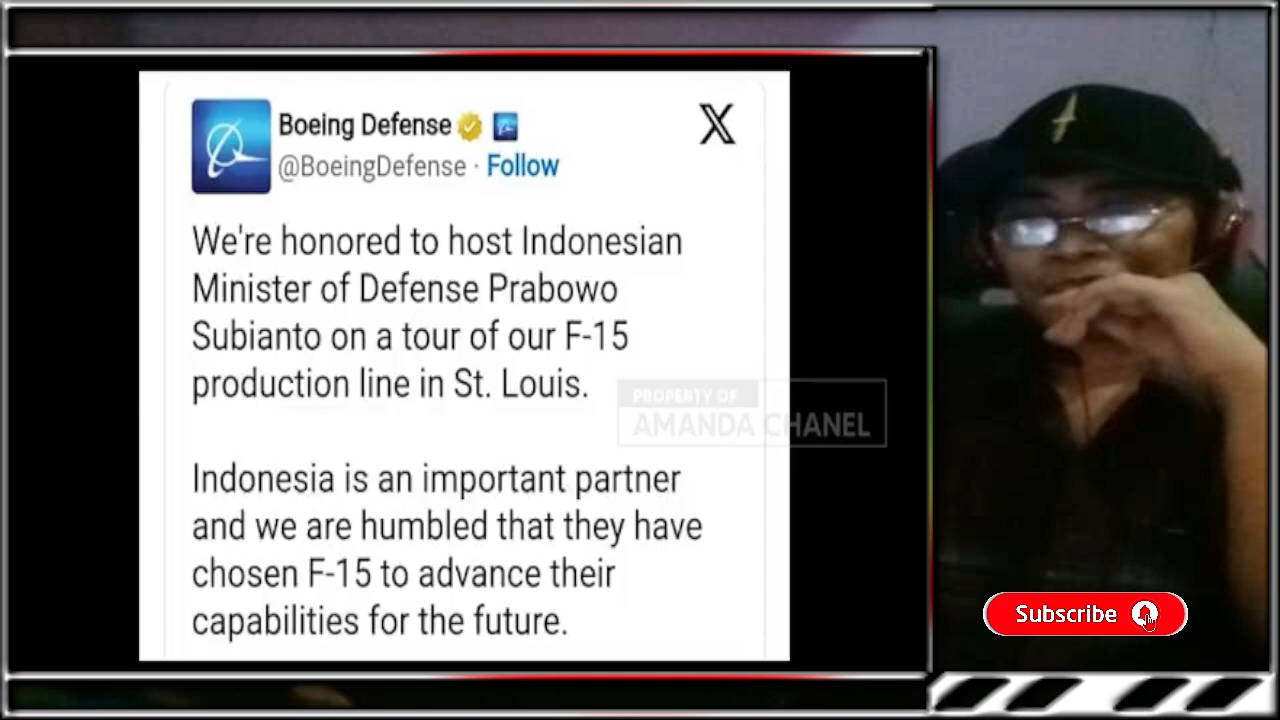 Boeing Defense
@BoeingDefense · Follow
We're honored to host Indonesian
Minister of Defense Prabowo
Subianto on a tour of our F-15
production line in St. Louis.
PROPERTY OF
AMANDA CHANEL
Indonesia is an important partner
and we are humbled that they have
chosen F-15 to advance their
capabilities for the future.
Subscribe